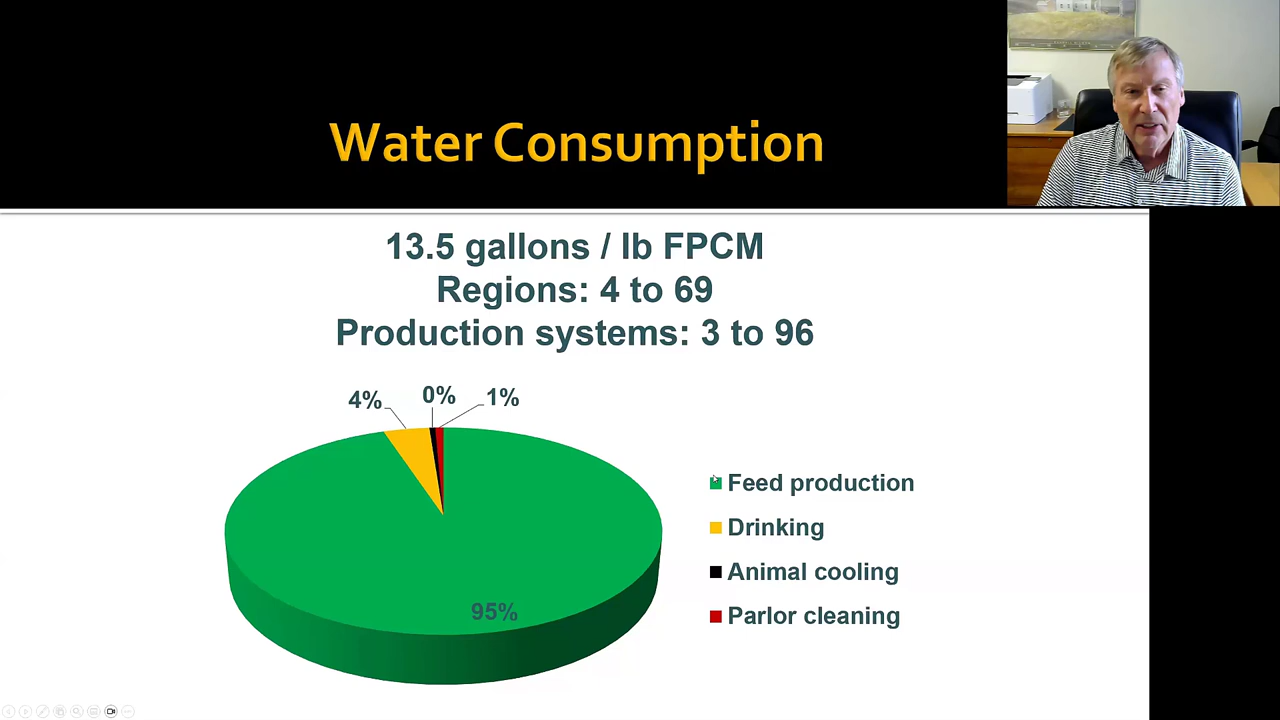 Water Consumption
13.5 gallons / lb FPCM
Regions: 4 to 69
Production systems: 3 to 96
4%
0%
1%
95%
Feed production
Drinking
Animal cooling
Parlor cleaning